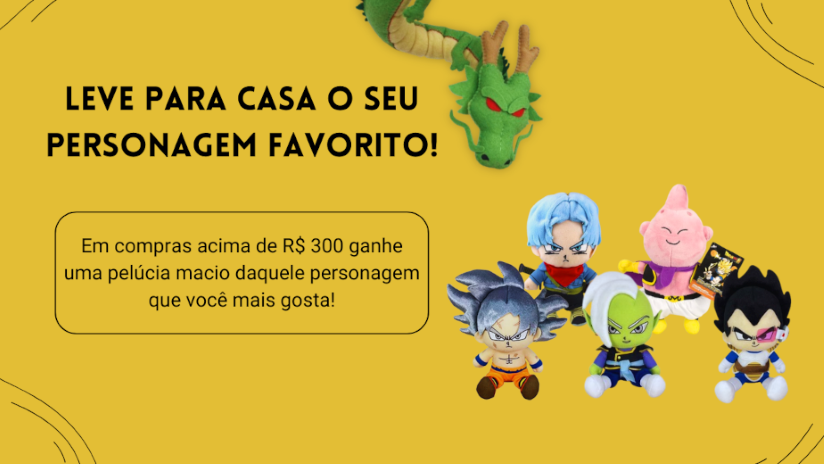 LEVE PARA CASA O SEU
PERSONAGEM FAVORITO!
Em compras acima de R$ 300 ganhe
uma pelúcia macio daquele personagem
que você mais gosta!